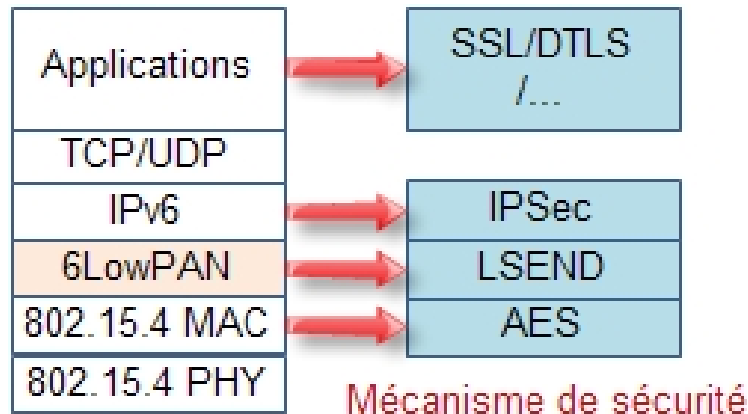 Applications
SSL/DTLS
/...
TCP/UDP
IPv6
IPSec
6LowPAN
LSEND
802.15.4 MAC
AES
802.15.4 PHY
Mécanisme de sécurité